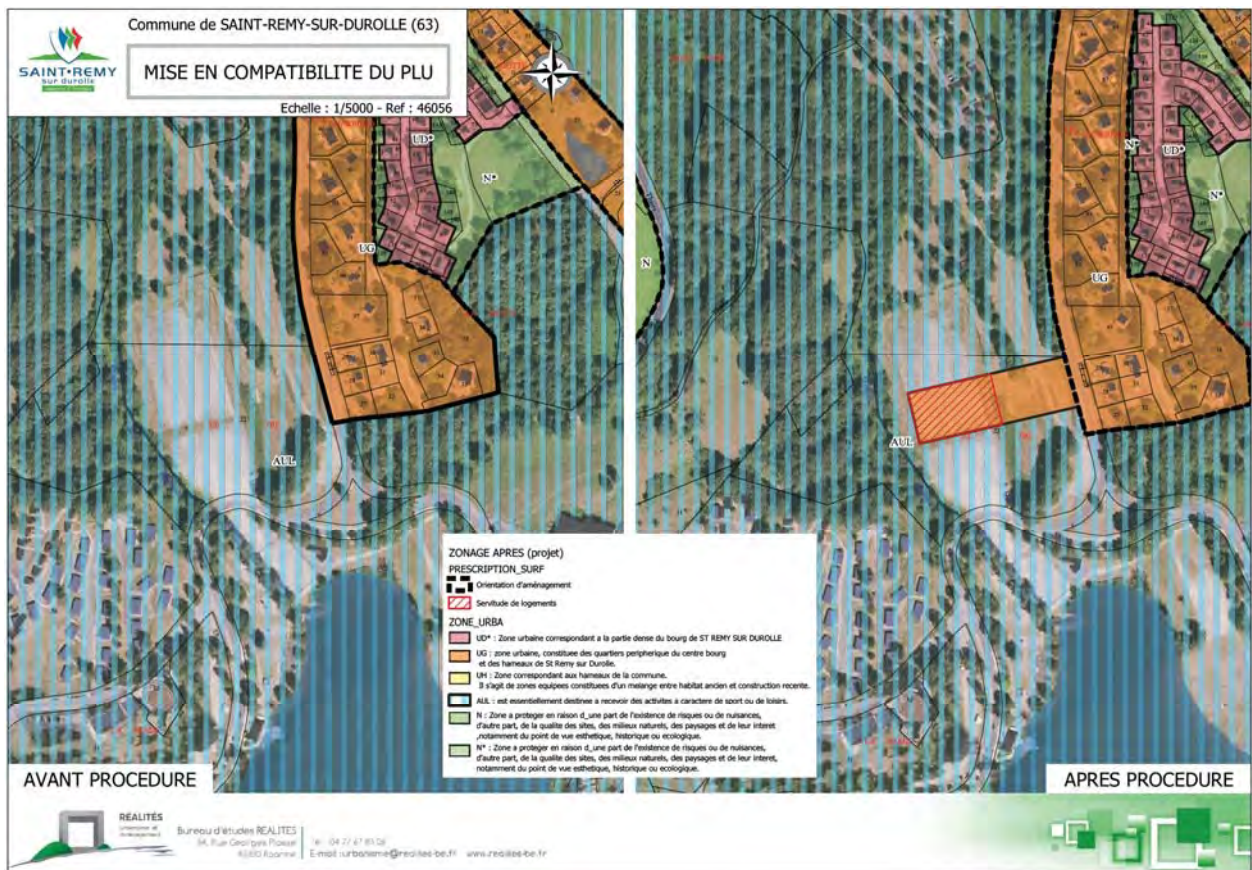 Commune de SAINT-REMY-SUR-DUROLLE (63)
SAINT-REMY
sur durolle
MISE EN COMPATIBILITE DU PLU
Echelle : 1/5000 - Ref : 46056
UD*
N*
UG
AUL
N
N*
UD*
N*
UG
AUL
ZONAGE APRES (projet)
PRESCRIPTION_SURF
Orientation d'aménagement
Servitude de logements
ZONE_URBA
UD* : Zone urbaine correspondant a la partie dense du bourg de ST REMY SUR DUROLLE
UG : zone urbaine, constituee des quartiers peripherique du centre bourg
et des hameaux de St Remy sur Durolle.
UH : Zone correspondant aux hameaux de la commune.
Il s'agit de zones equipees constituees d'un melange entre habitat ancien et construction recente.
AUL : est essentiellement destinee a recevoir des activites a caractere de sport ou de loisirs.
N : Zone a proteger en raison d_une part de l'existence de risques ou de nuisances,
d'autre part, de la qualite des sites, des milieux naturels, des paysages et de leur interet
,notamment du point de vue esthetique, historique ou ecologique.
N* : Zone a proteger en raison d_une part de l'existence de risques ou de nuisances,
d'autre part, de la qualite des sites, des milieux naturels, des paysages et de leur interet,
notamment du point de vue esthetique, historique ou ecologique.
AVANT PROCEDURE
APRES PROCEDURE
RÉALITÉS
Bureau d'études REALITES
E-mail : urbanisme@realites-be.fr www.realites-be.fr